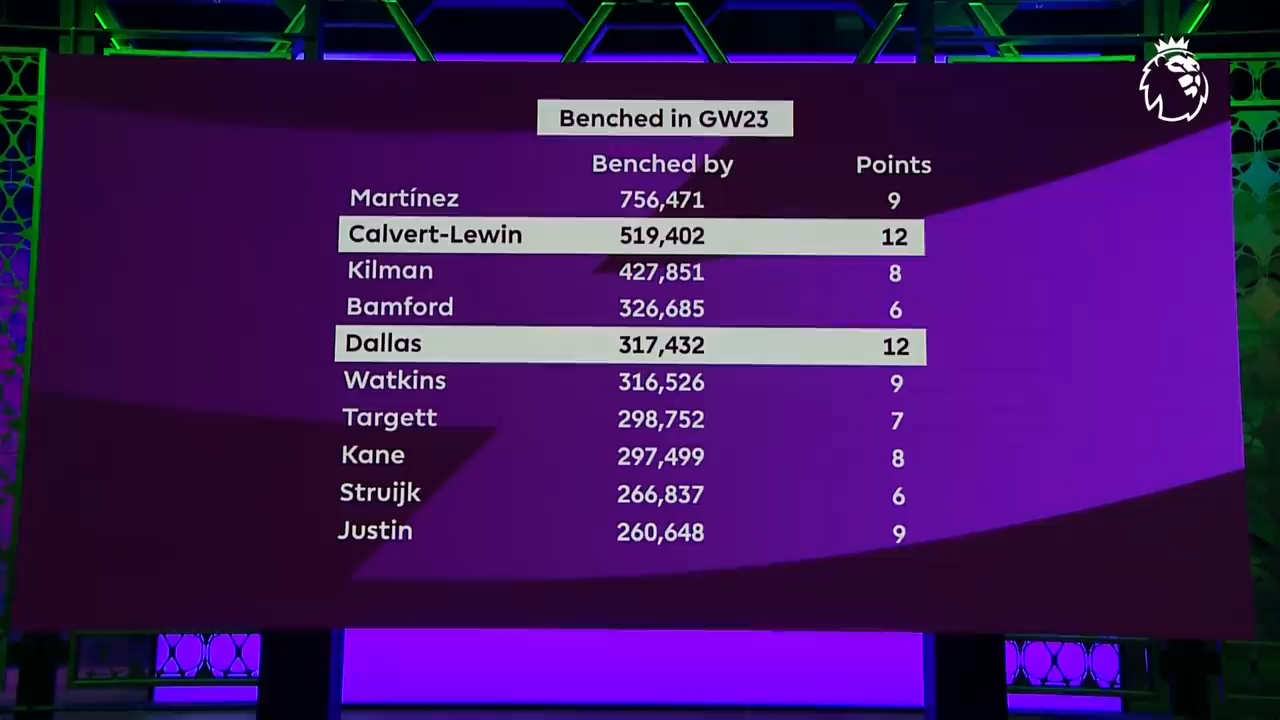 Benched in GW23
Benched by Points
Martínez 756,471 9
Calvert-Lewin 519,402 12
Kilman 427,851 8
Bamford 326,685 6
Dallas 317,432 12
Watkins 316,526 9
Targett 298,752 7
Kane 297,499 8
Struijk 266,837 6
Justin 260,648 9